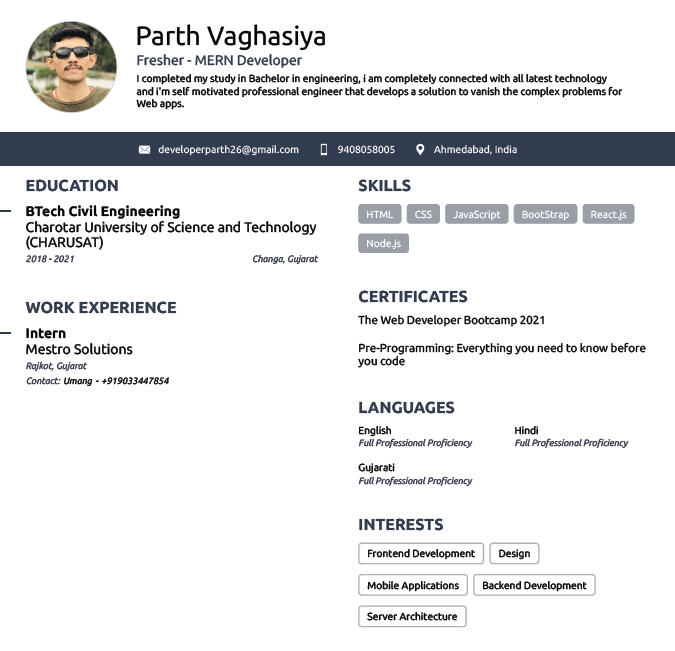 Parth Vaghasiya
Fresher - MERN Developer
I completed my study in Bachelor in engineering, i am completely connected with all latest technology
and i'm self motivated professional engineer that develops a solution to vanish the complex problems for
Web apps.
developerparth26@gmail.com 9408058005 Ahmedabad, India
EDUCATION
BTech Civil Engineering
Charotar University of Science and Technology
(CHARUSAT)
2018 - 2021 Changa, Gujarat
WORK EXPERIENCE
Intern
Mestro Solutions
Rajkot, Gujarat
Contact: Umang - +919033447854
SKILLS
HTML CSS JavaScript BootStrap React.js
Node.js
CERTIFICATES
The Web Developer Bootcamp 2021
Pre-Programming: Everything you need to know before
you code
LANGUAGES
English Hindi
Full Professional Proficiency Full Professional Proficiency
Gujarati
Full Professional Proficiency
INTERESTS
Frontend Development Design
Mobile Applications Backend Development
Server Architecture